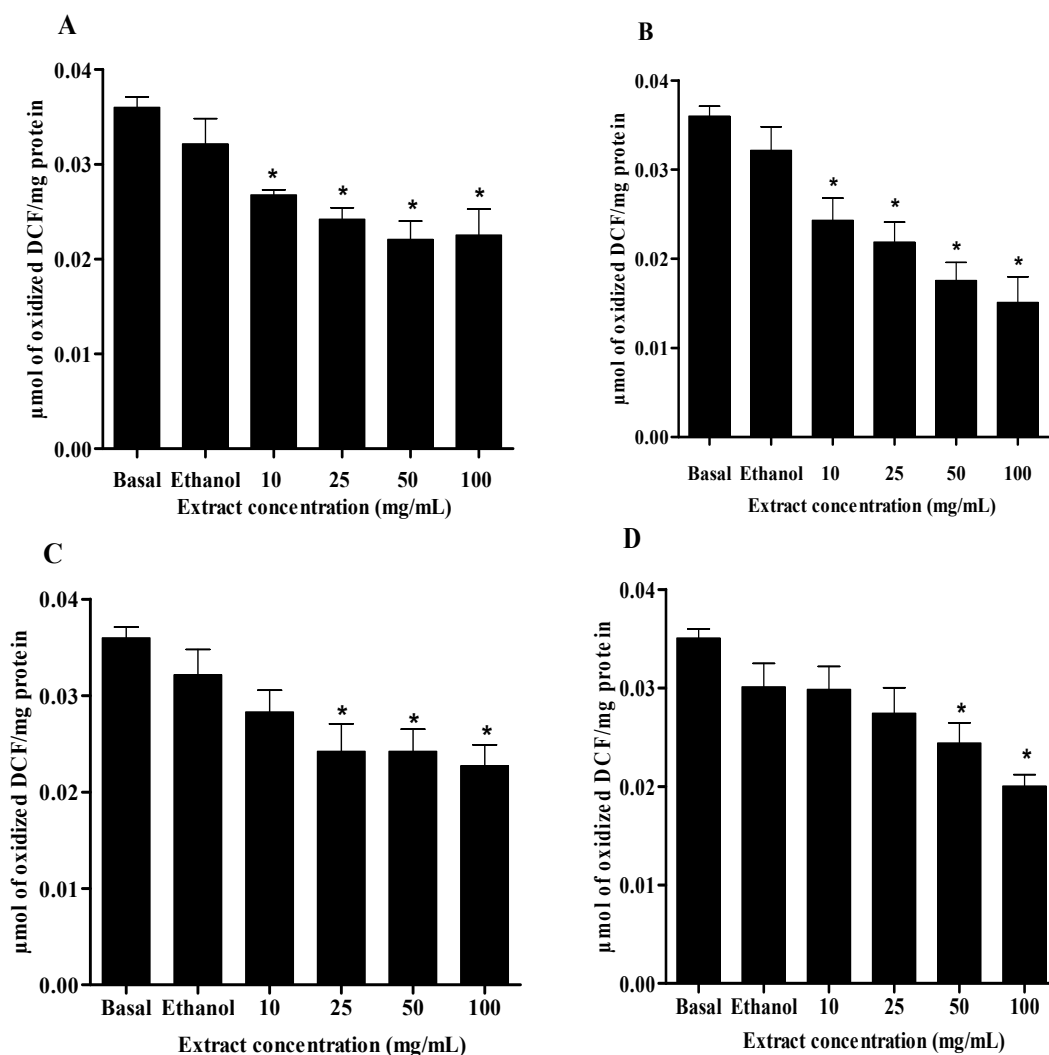 A
µmol of oxidized DCF/mg protein
0.04
0.03
0.02
0.01
0.00
*
*
*
*
Basal Ethanol 10 25 50 100
Extract concentration (mg/mL)
B
µmol of oxidized DCF/mg protein
0.04
0.03
0.02
0.01
0.00
*
*
*
*
Basal Ethanol 10 25 50 100
Extract concentration (mg/mL)
C
µmol of oxidized DCF/mg protein
0.04
0.03
0.02
0.01
0.00
*
*
*
Basal Ethanol 10 25 50 100
Extract concentration (mg/mL)
D
µmol of oxidized DCF/mg protein
0.04
0.03
0.02
0.01
0.00
*
*
Basal Ethanol 10 25 50 100
Extract concentration (mg/mL)